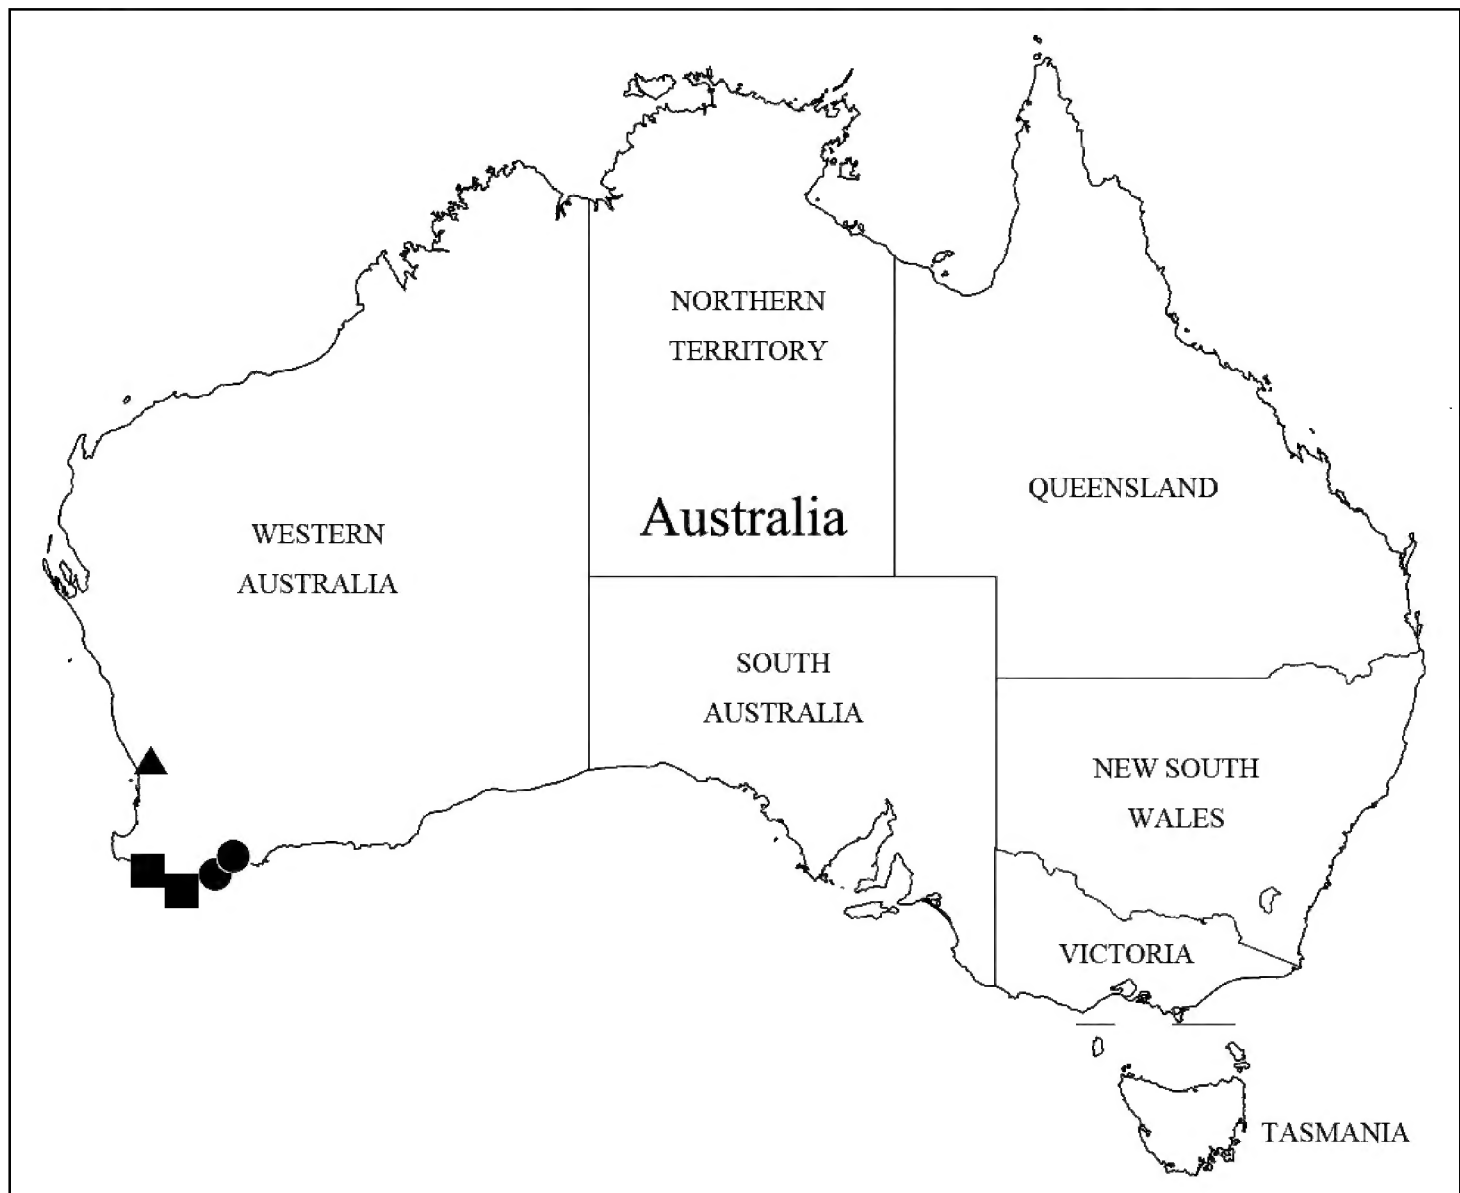 NORTHERN
TERRITORY
QUEENSLAND
Australia
WESTERN
AUSTRALIA
SOUTH
AUSTRALIA
NEW SOUTH
WALES
VICTORIA
TASMANIA